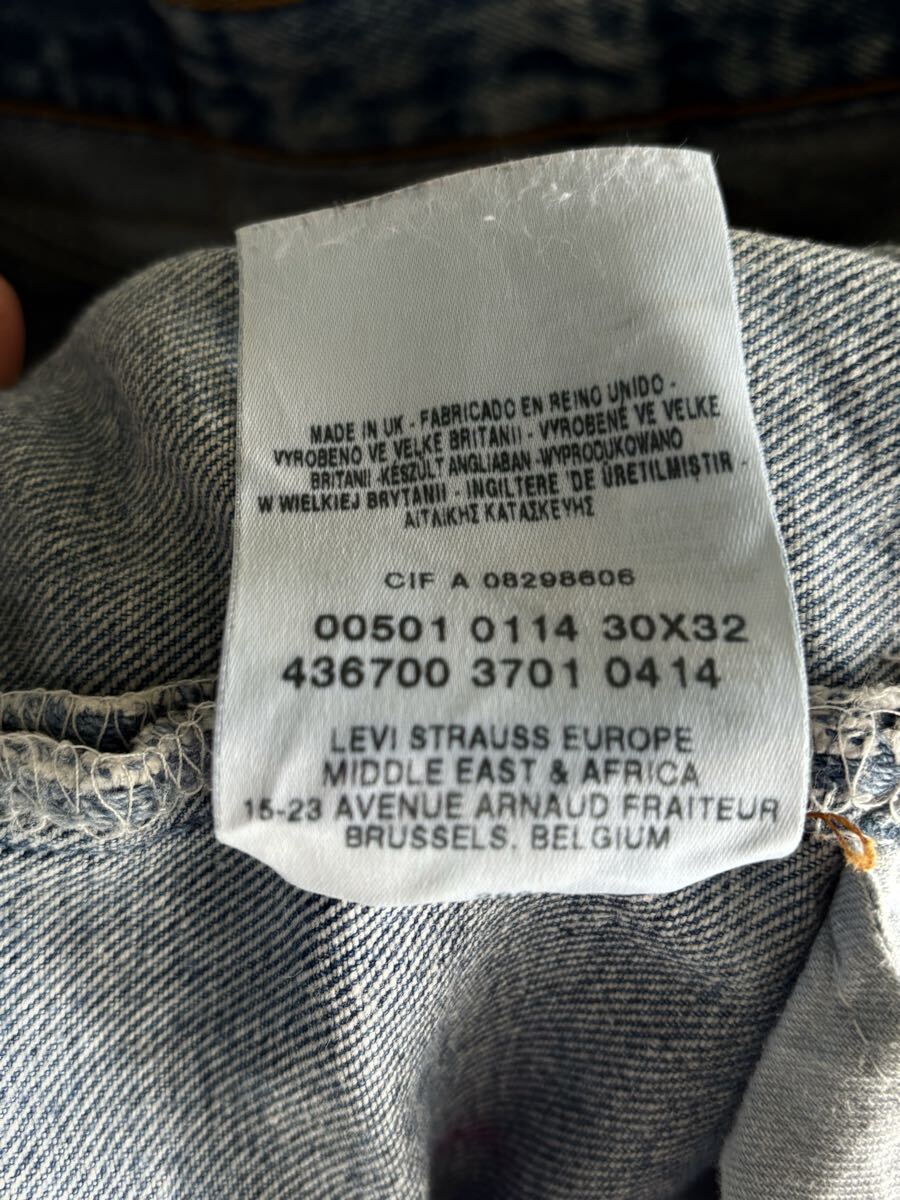 MADE IN UK - FABRICADO EN REINO UNIDO -
VYROBENO VE VELKE BRITANII - VYROBENÉ VE VELKE
BRITANII - KÉSZÜLT ANGLIÁBAN - WYPRODUKOWANO
W WIELKIEJ BRYTANII - INGILTERE DE ÜRETILMIŞTIR -
ΑΙΤΛΙΚΗΣ ΚΑΤΑΣΚΕΥΗΣ
CIF A 08298606
00501 0114 30X32
436700 3701 0414
LEVI STRAUSS EUROPE
MIDDLE EAST & AFRICA
15-23 AVENUE ARNAUD FRAITEUR
BRUSSELS, BELGIUM